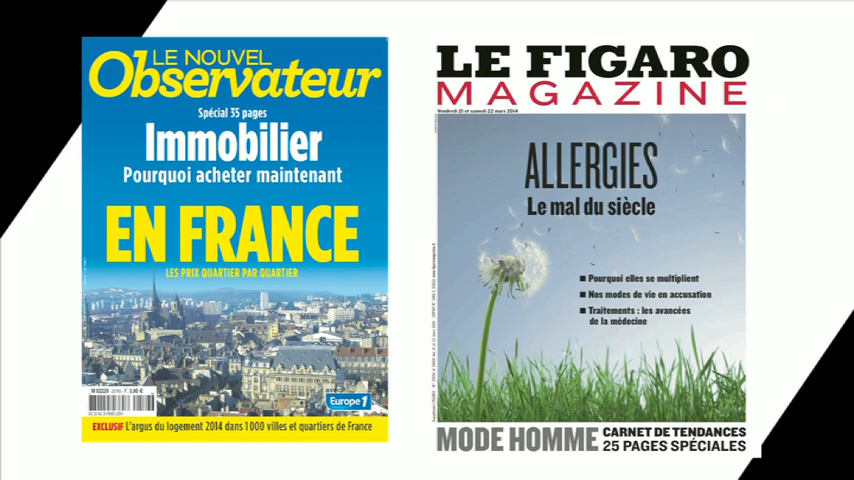 LE NOUVEL
Observateur
Spécial 35 pages
Immobilier
Pourquoi acheter maintenant
EN FRANCE
LES PRIX QUARTIER PAR QUARTIER
Europe 1
EXCLUSIF L'argus du logement 2014 dans 1000 villes et quartiers de France
LE FIGARO
MAGAZINE
Vendredi 21 et samedi 22 mars 2014
ALLERGIES
Le mal du siècle
■ Pourquoi elles se multiplient
■ Nos modes de vie en accusation
■ Traitements : les avancées
de la médecine
MODE HOMME CARNET DE TENDANCES
25 PAGES SPÉCIALES